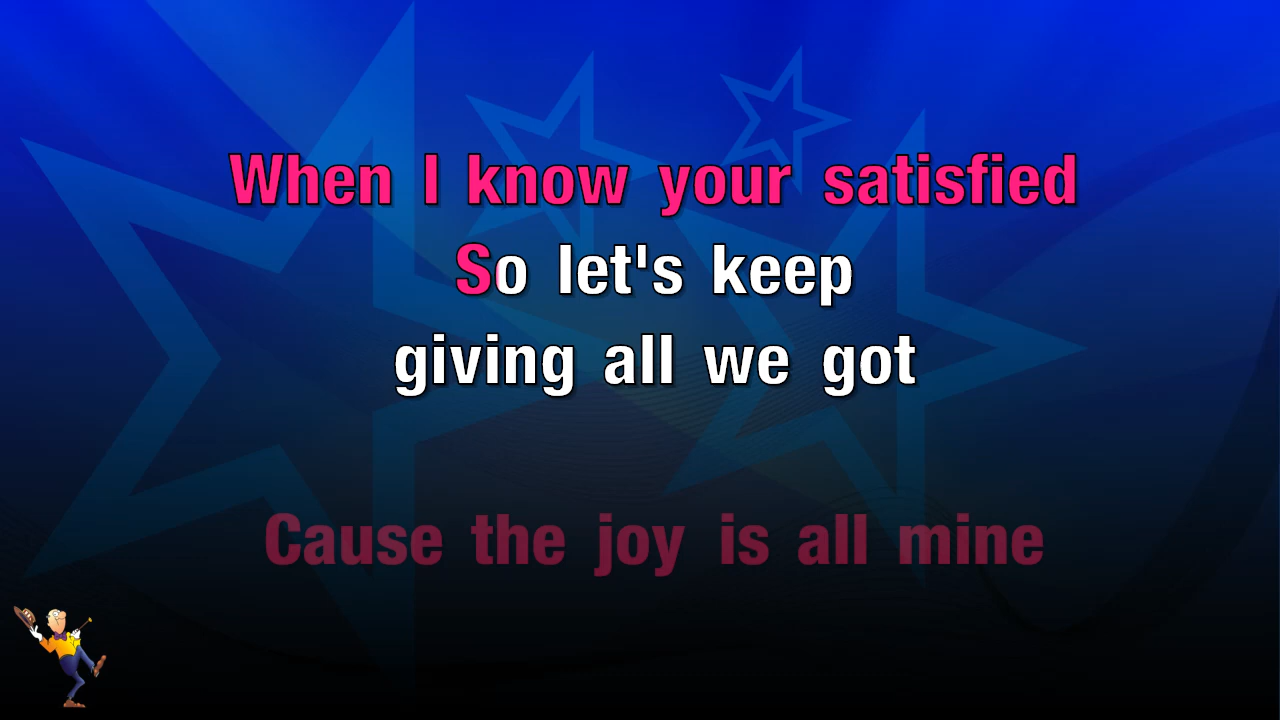 When I know your satisfied
So let's keep
giving all we got
Cause the joy is all mine